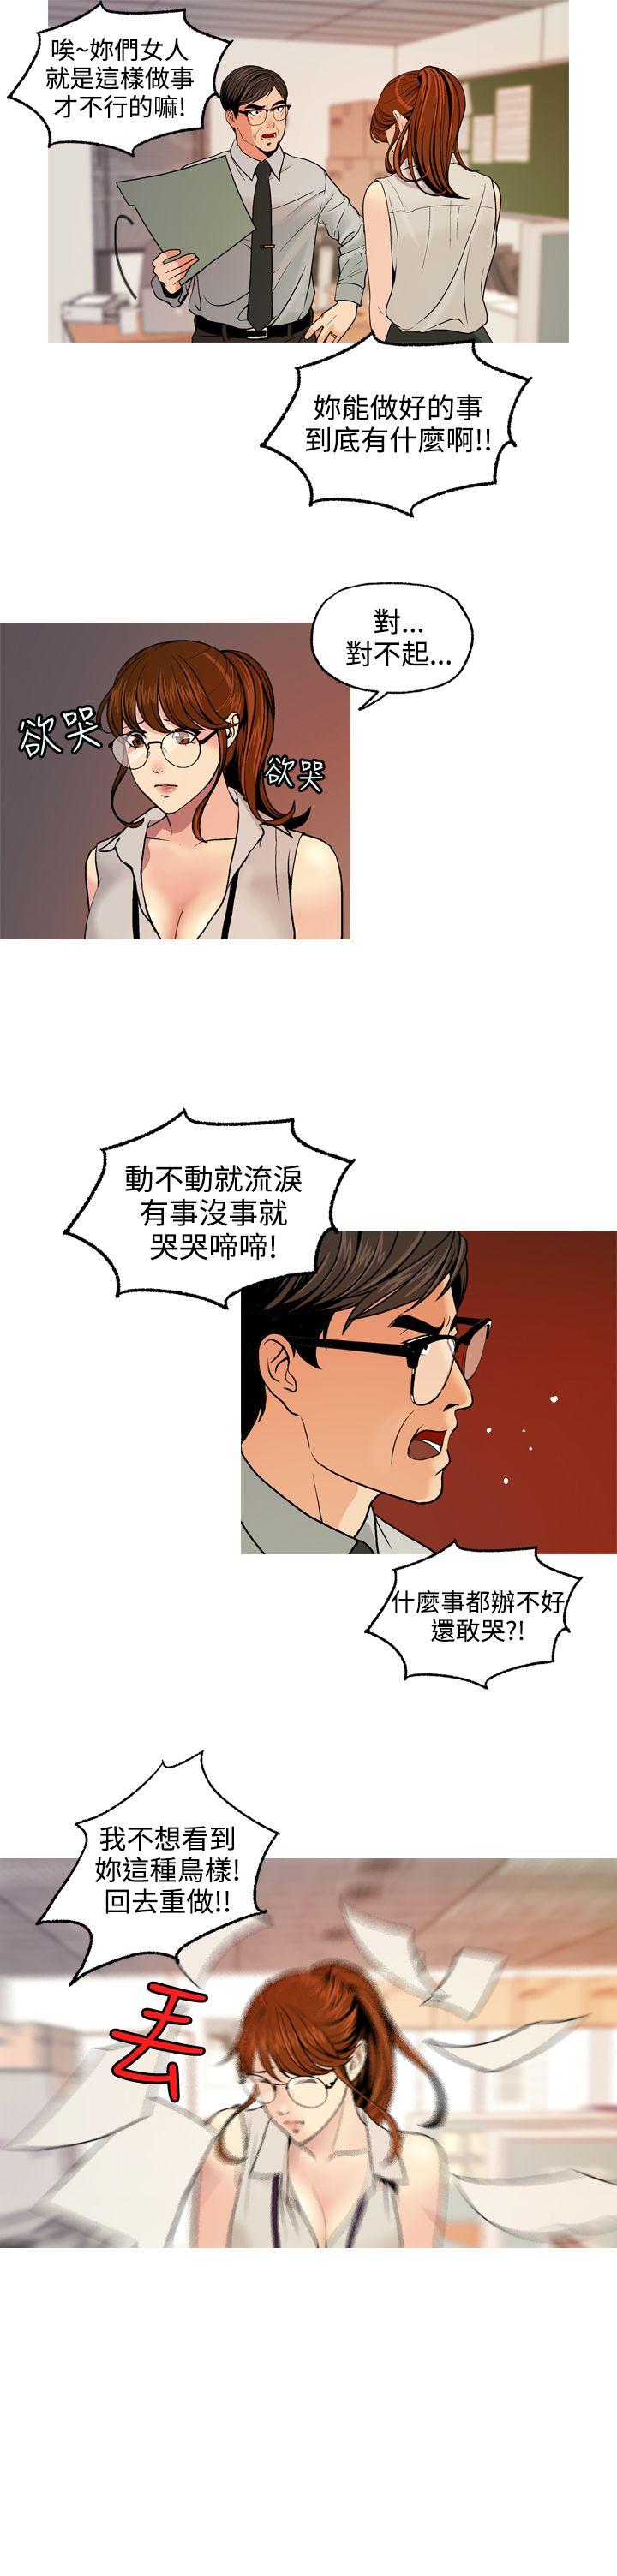 唉~妳們女人
就是這樣做事
才不行的嘛!
妳能做好的事
到底有什麼啊!!
對...
對不起...
欲哭
欲哭
動不動就流淚
有事沒事就
哭哭啼啼!
什麼事都辦不好
還敢哭?!
我不想看到
妳這種鳥樣!
回去重做!!
丟